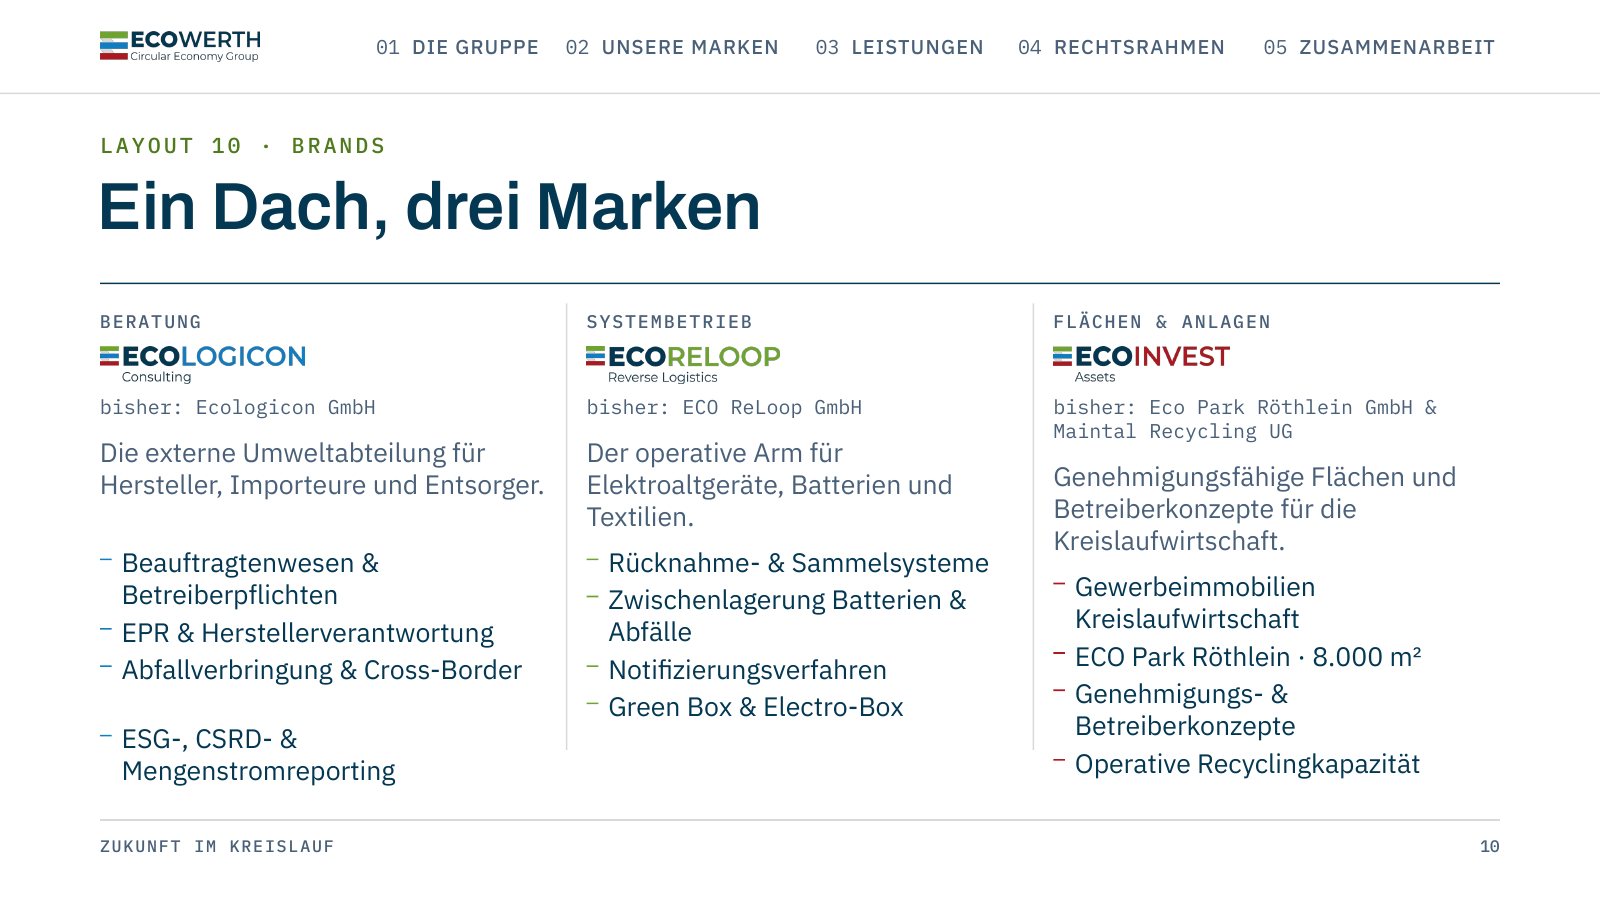 ECOWERTH
Circular Economy Group
01 DIE GRUPPE 02 UNSERE MARKEN 03 LEISTUNGEN 04 RECHTSRAHMEN 05 ZUSAMMENARBEIT
LAYOUT 10 · BRANDS
Ein Dach, drei Marken
BERATUNG
ECOLOGICON
Consulting
bisher: Ecologicon GmbH
Die externe Umweltabteilung für
Hersteller, Importeure und Entsorger.
– Beauftragtenwesen &
Betreiberpflichten
– EPR & Herstellerverantwortung
– Abfallverbringung & Cross-Border
– ESG-, CSRD- &
Mengenstromreporting
SYSTEMBETRIEB
ECORELOOP
Reverse Logistics
bisher: ECO ReLoop GmbH
Der operative Arm für
Elektroaltgeräte, Batterien und
Textilien.
– Rücknahme- & Sammelsysteme
– Zwischenlagerung Batterien &
Abfälle
– Notifizierungsverfahren
– Green Box & Electro-Box
FLÄCHEN & ANLAGEN
ECOINVEST
Assets
bisher: Eco Park Röthlein GmbH &
Maintal Recycling UG
Genehmigungsfähige Flächen und
Betreiberkonzepte für die
Kreislaufwirtschaft.
– Gewerbeimmobilien
Kreislaufwirtschaft
– ECO Park Röthlein · 8.000 m²
– Genehmigungs- &
Betreiberkonzepte
– Operative Recyclingkapazität
ZUKUNFT IM KREISLAUF
10